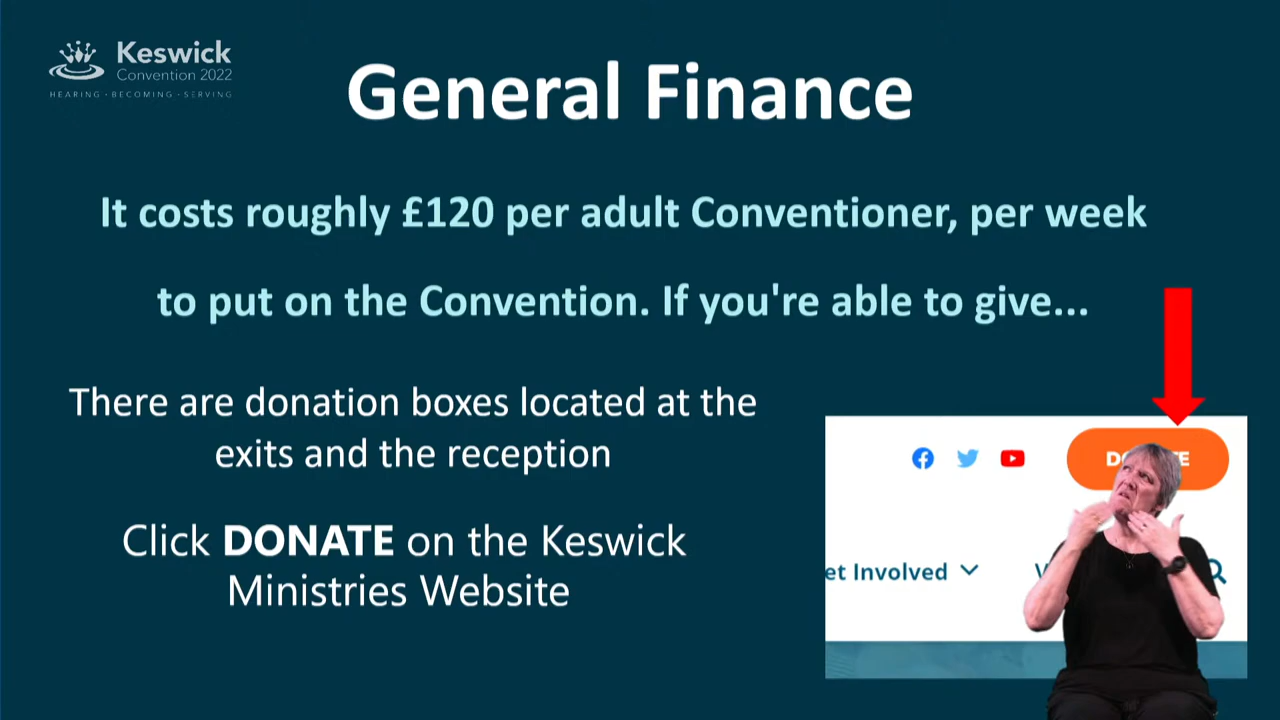 Keswick
Convention 2022
HEARING • BECOMING • SERVING
General Finance
It costs roughly £120 per adult Conventioner, per week
to put on the Convention. If you're able to give...
There are donation boxes located at the
exits and the reception
Click DONATE on the Keswick
Ministries Website
et Involved